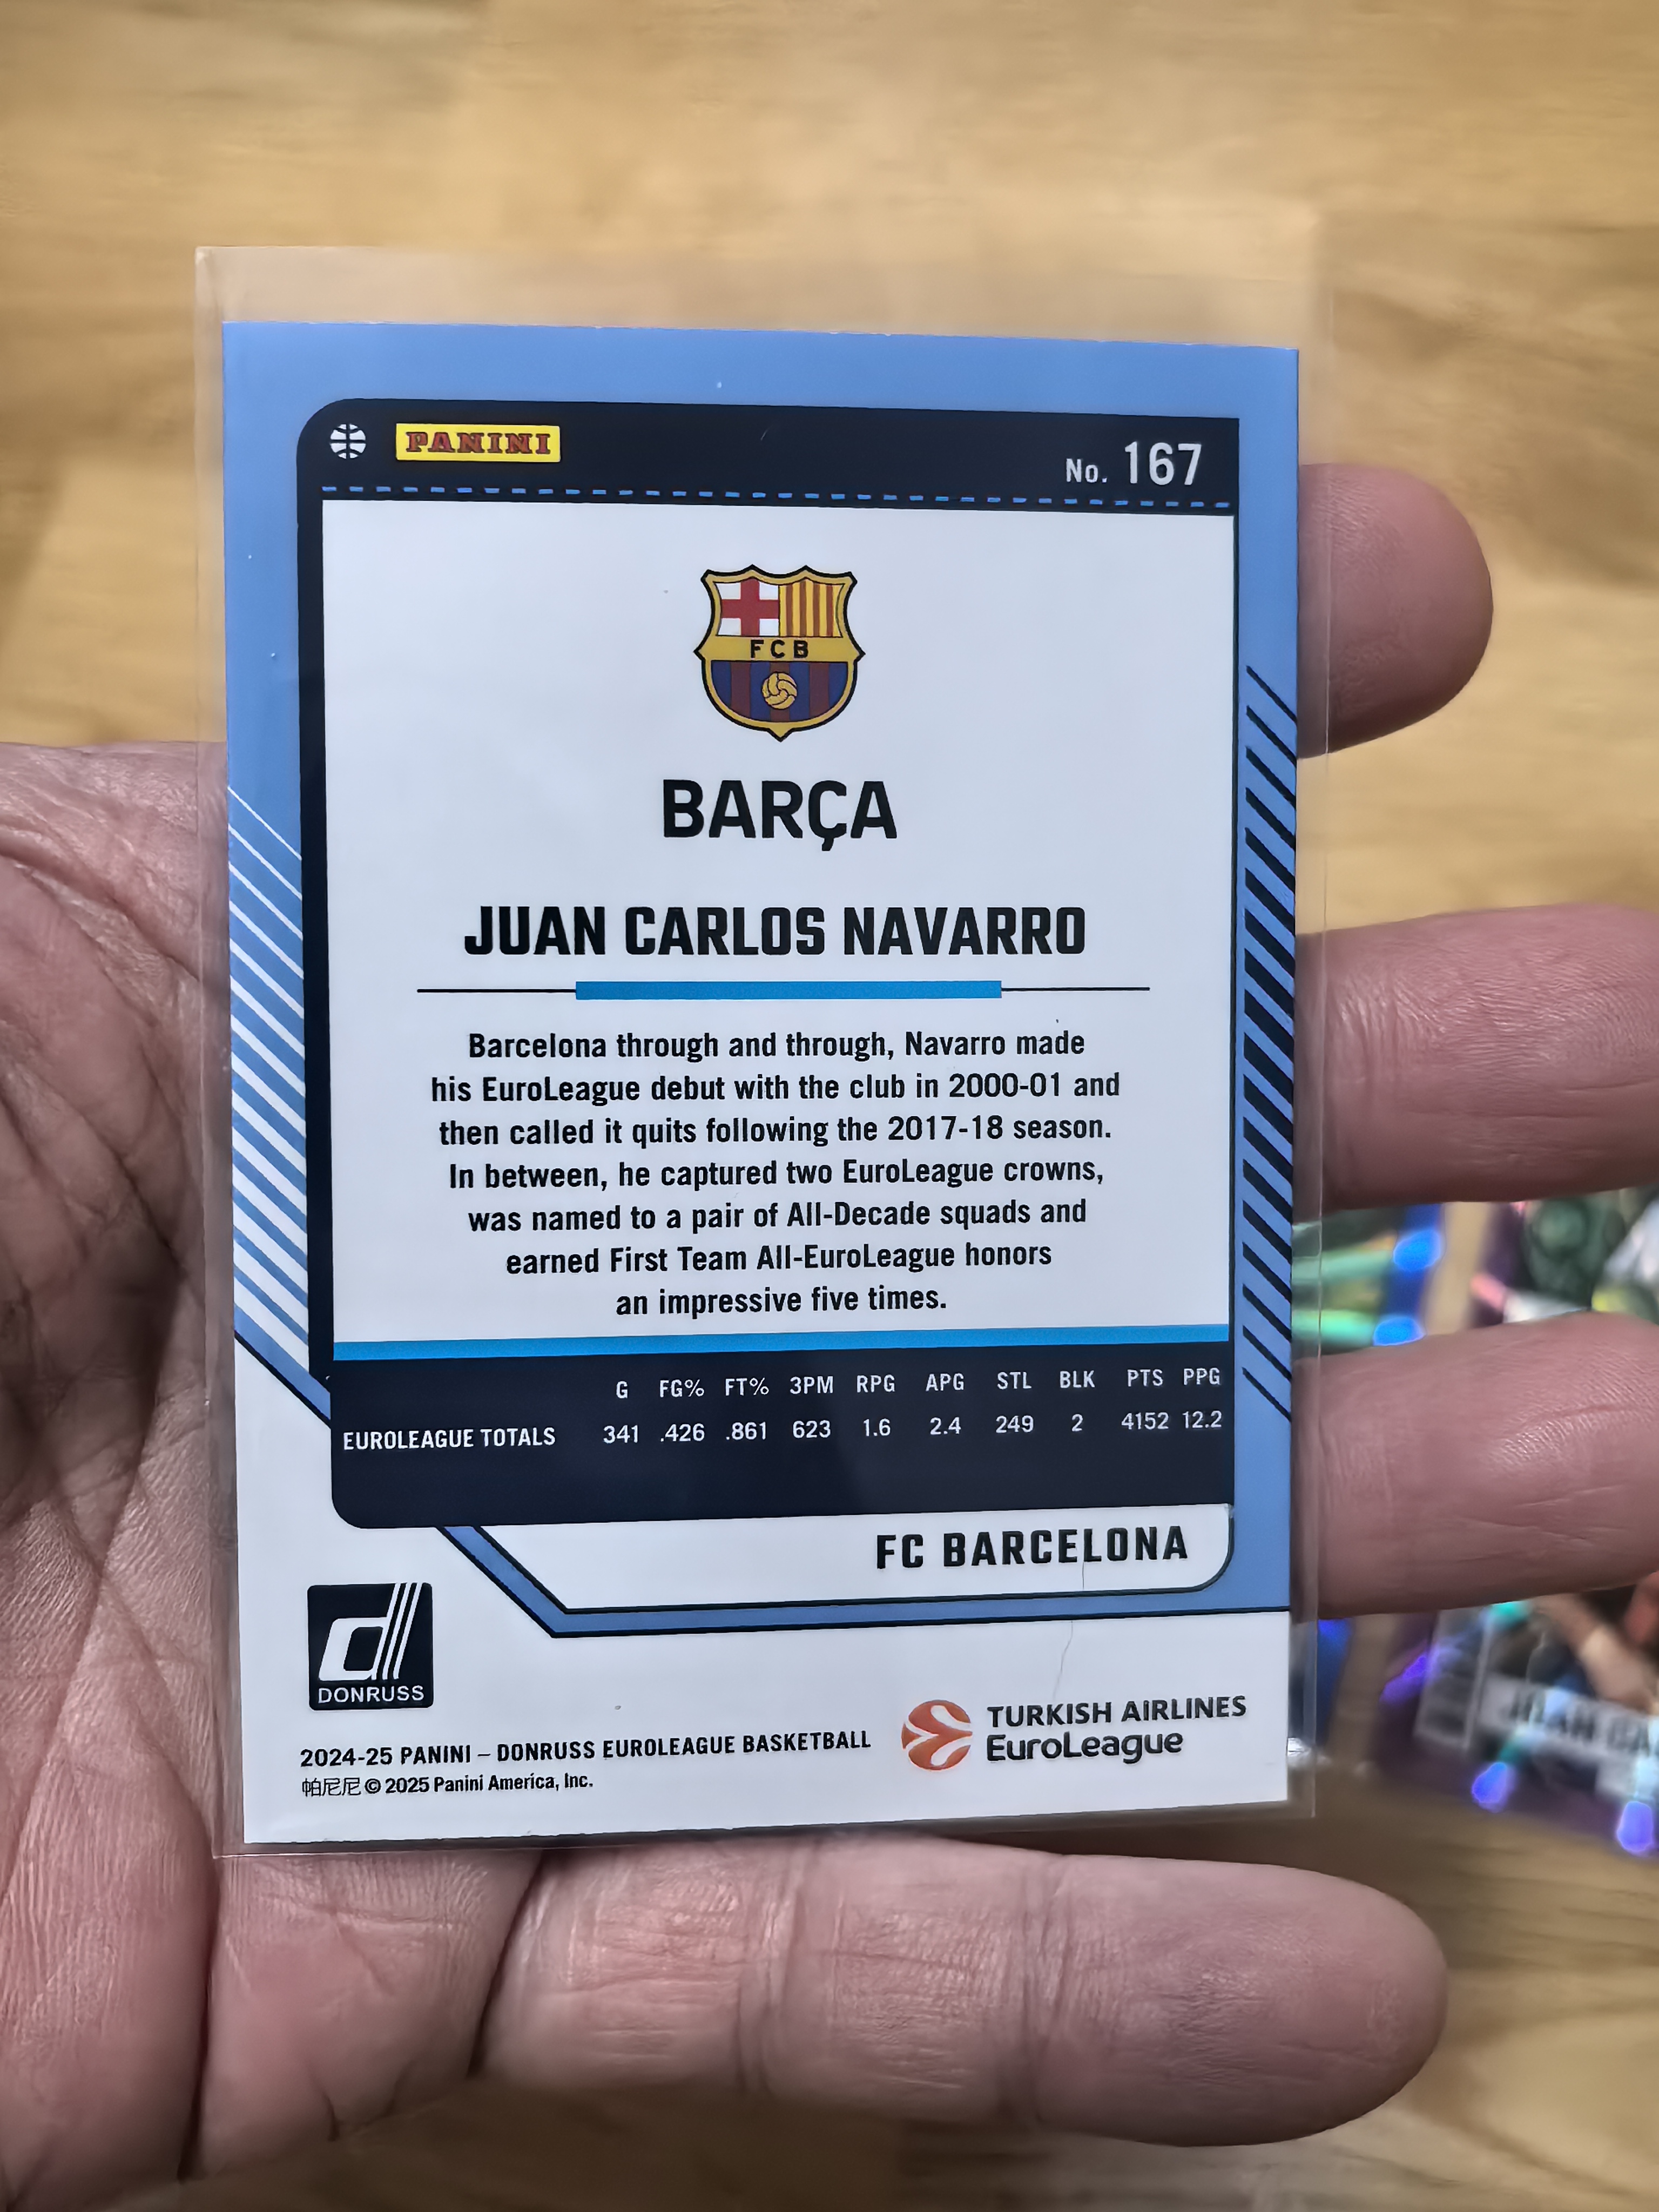 PANINI
No. 167
FCB
BARÇA
JUAN CARLOS NAVARRO
Barcelona through and through, Navarro made
his EuroLeague debut with the club in 2000-01 and
then called it quits following the 2017-18 season.
In between, he captured two EuroLeague crowns,
was named to a pair of All-Decade squads and
earned First Team All-EuroLeague honors
an impressive five times.
G FG% FT% 3PM RPG APG STL BLK PTS PPG
EUROLEAGUE TOTALS 341 .426 .861 623 1.6 2.4 249 2 4152 12.2
FC BARCELONA
d
DONRUSS
TURKISH AIRLINES
EuroLeague
2024-25 PANINI – DONRUSS EUROLEAGUE BASKETBALL
帕尼尼 © 2025 Panini America, Inc.